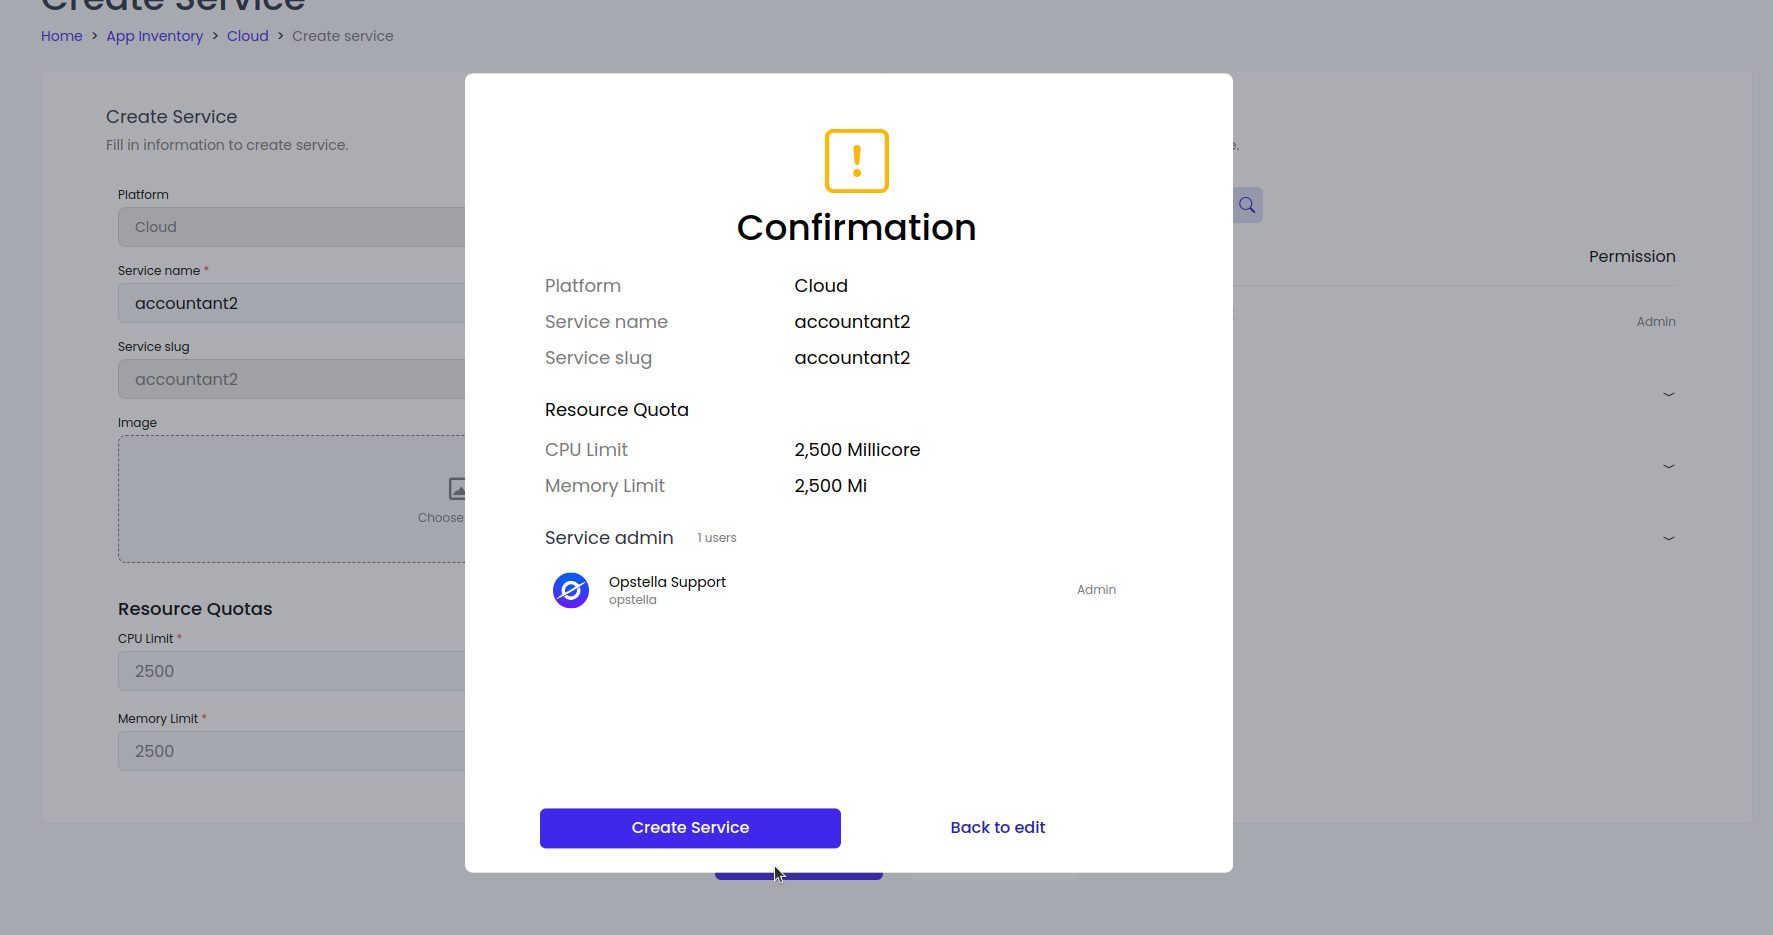 Create Service
Home > App Inventory > Cloud > Create service
Create Service
Fill in information to create service.
Platform
Cloud
Service name *
accountant2
Service slug
accountant2
Image
Choose
Resource Quotas
CPU Limit *
2500
Memory Limit *
2500
Confirmation
Platform Cloud
Service name accountant2
Service slug accountant2
Resource Quota
CPU Limit 2,500 Millicore
Memory Limit 2,500 Mi
Service admin 1 users
Opstella Support
opstella
Admin
Create Service Back to edit
Permission
Admin